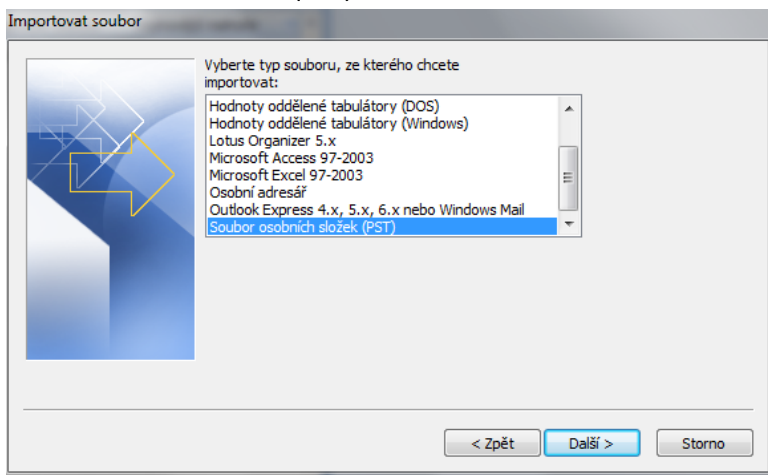 Importovat soubor
Vyberte typ souboru, ze kterého chcete
importovat:
Hodnoty oddělené tabulátory (DOS)
Hodnoty oddělené tabulátory (Windows)
Lotus Organizer 5.x
Microsoft Access 97-2003
Microsoft Excel 97-2003
Osobní adresář
Outlook Express 4.x, 5.x, 6.x nebo Windows Mail
Soubor osobních složek (PST)
< Zpět
Další >
Storno